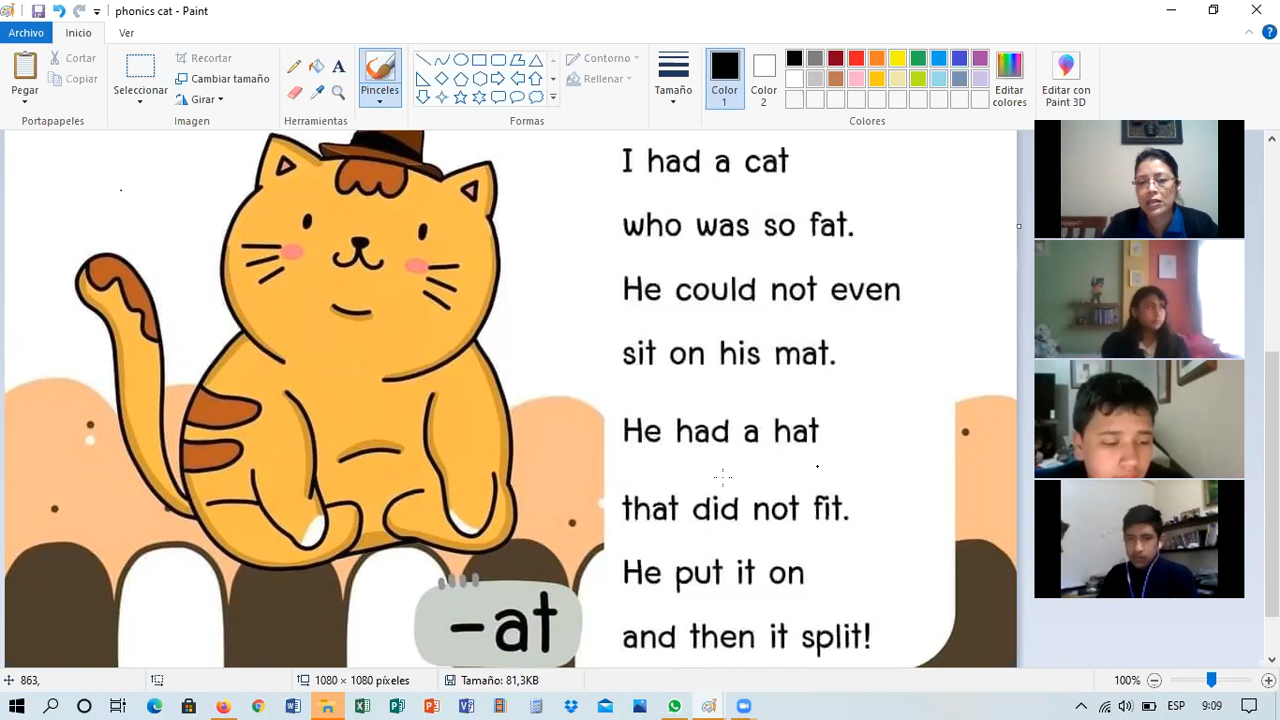 phonics cat - Paint
Archivo
Inicio
Ver
Pegar
Cortar
Copiar
Portapapeles
Seleccionar
Recortar
Cambiar tamaño
Girar
Imagen
A
Herramientas
Pinceles
Contorno
Rellenar
Formas
Tamaño
Color 1
Color 2
Editar colores
Colores
Editar con Paint 3D
I had a cat
who was so fat.
He could not even
sit on his mat.
He had a hat
that did not fit.
He put it on
and then it split!
-at
863,
1080 × 1080 píxeles
Tamaño: 81,3KB
100%
ESP
9:09